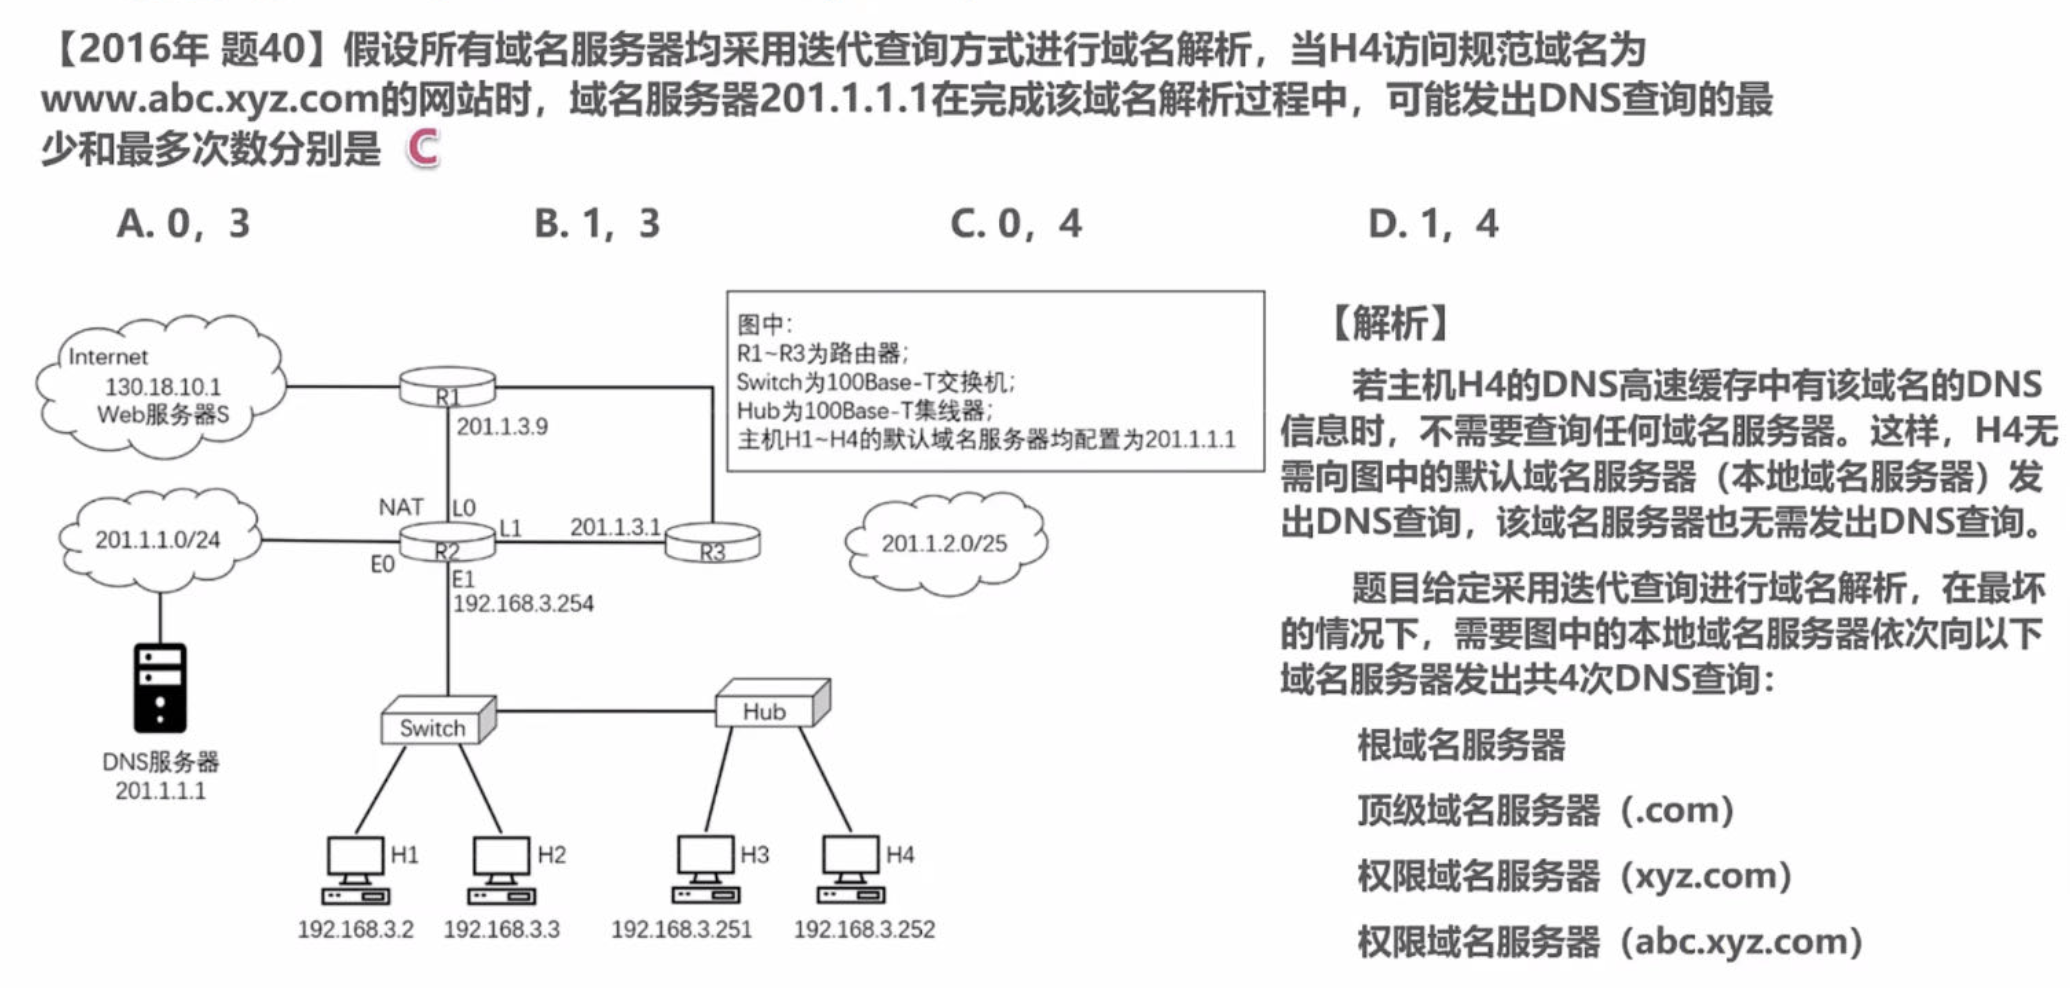 【2016年 题40】假设所有域名服务器均采用迭代查询方式进行域名解析，当H4访问规范域名为
www.abc.xyz.com的网站时，域名服务器201.1.1.1在完成该域名解析过程中，可能发出DNS查询的最
少和最多次数分别是 C
A. 0，3 B. 1，3 C. 0，4 D. 1，4
Internet
130.18.10.1
Web服务器S
R1
201.1.3.9
图中：
R1~R3为路由器；
Switch为100Base-T交换机；
Hub为100Base-T集线器；
主机H1~H4的默认域名服务器均配置为201.1.1.1
NAT L0
201.1.1.0/24
E0
R2
L1
201.1.3.1
R3
201.1.2.0/25
E1
192.168.3.254
DNS服务器
201.1.1.1
Switch
Hub
H1
H2
H3
H4
192.168.3.2
192.168.3.3
192.168.3.251
192.168.3.252
【解析】
若主机H4的DNS高速缓存中有该域名的DNS
信息时，不需要查询任何域名服务器。这样，H4无
需向图中的默认域名服务器（本地域名服务器）发
出DNS查询，该域名服务器也无需发出DNS查询。
题目给定采用迭代查询进行域名解析，在最坏
的情况下，需要图中的本地域名服务器依次向以下
域名服务器发出共4次DNS查询：
根域名服务器
顶级域名服务器（.com）
权限域名服务器（xyz.com）
权限域名服务器（abc.xyz.com）